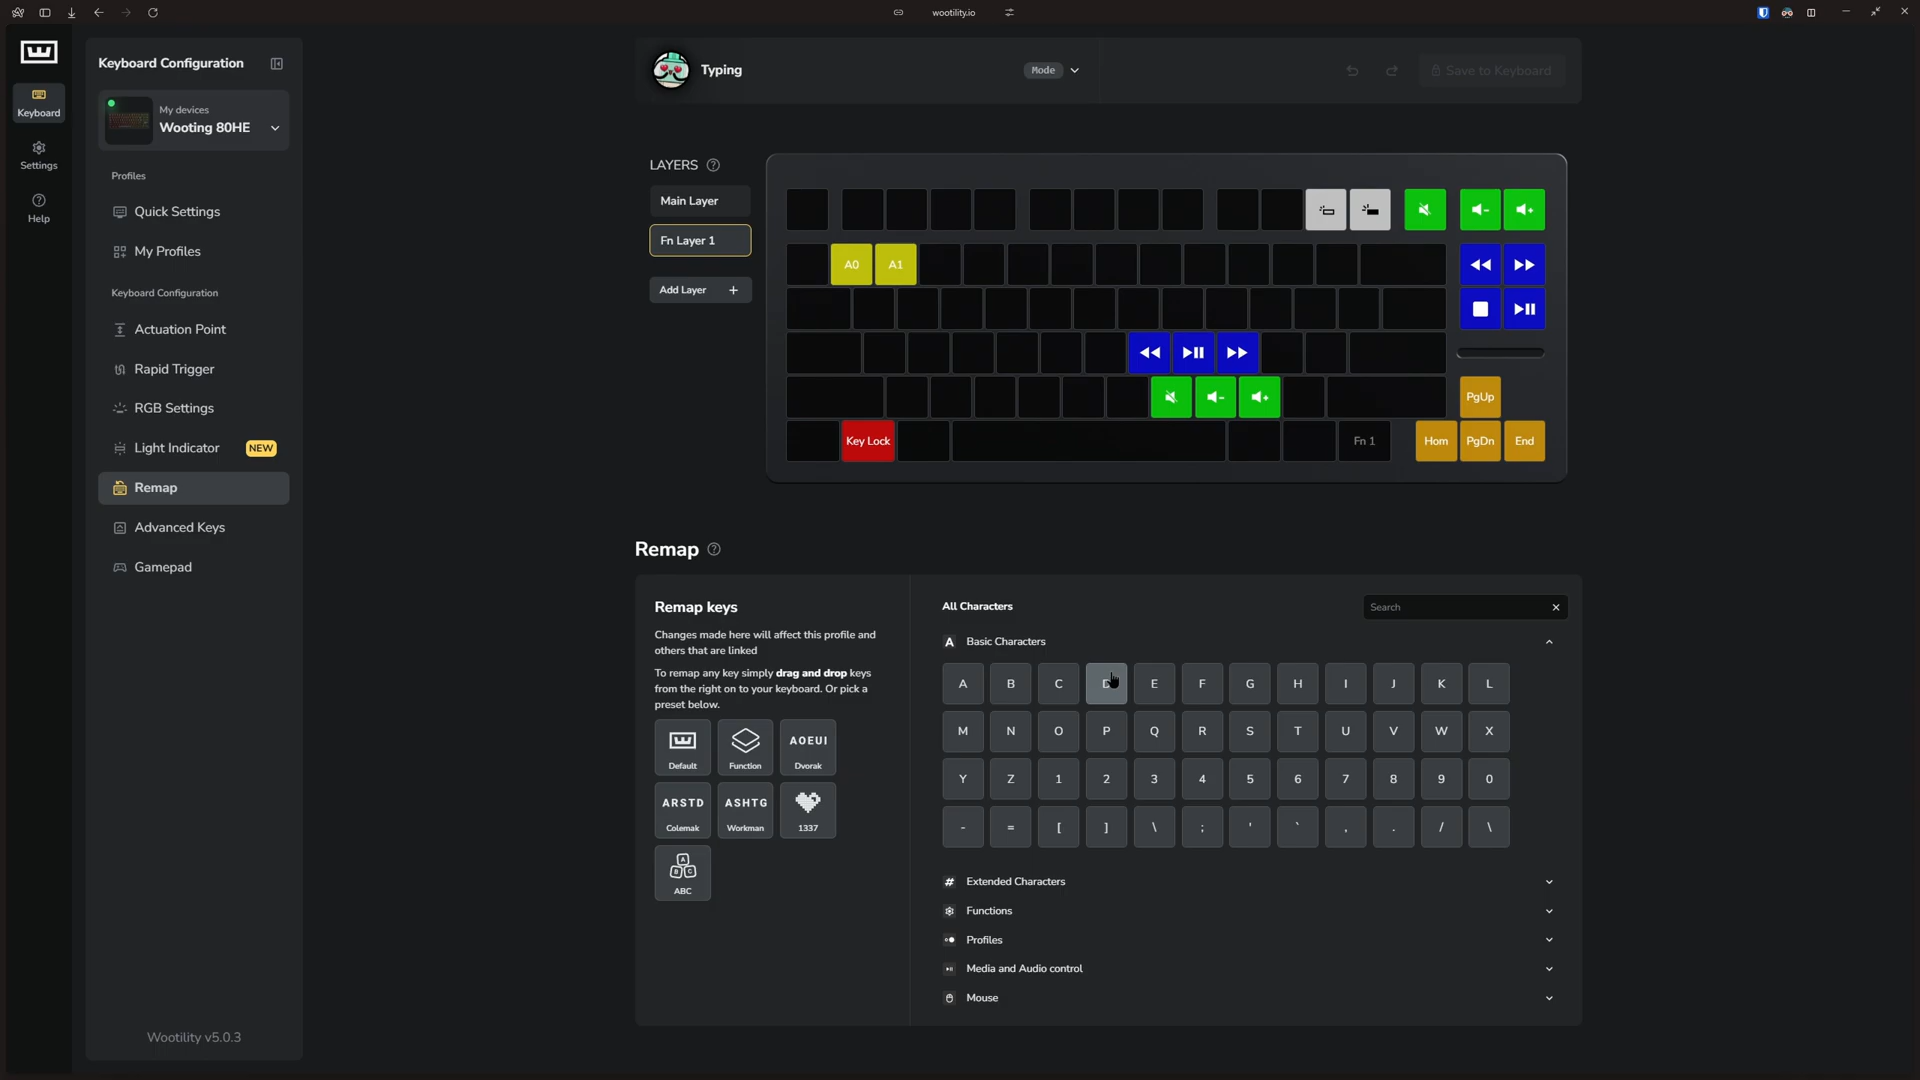 wootility.io
Keyboard
Settings
Help
Keyboard Configuration
My devices
Wooting 80HE
Profiles
Quick Settings
My Profiles
Keyboard Configuration
Actuation Point
Rapid Trigger
RGB Settings
Light Indicator NEW
Remap
Advanced Keys
Gamepad
Wootility v5.0.3
Typing
Mode
Save to Keyboard
LAYERS
Main Layer
Fn Layer 1
Add Layer +
A0 A1
PgUp
Key Lock Fn 1 Hom PgDn End
Remap
Remap keys
Changes made here will affect this profile and
others that are linked
To remap any key simply drag and drop keys
from the right on to your keyboard. Or pick a
preset below.
Default
Function
AOEUI
Dvorak
ARSTD
Colemak
ASHTG
Workman
1337
A B C
ABC
All Characters
Search
A Basic Characters
A B C D E F G H I J K L
M N O P Q R S T U V W X
Y Z 1 2 3 4 5 6 7 8 9 0
- = [ ] \ ; ' ` , . / \
# Extended Characters
Functions
Profiles
Media and Audio control
Mouse